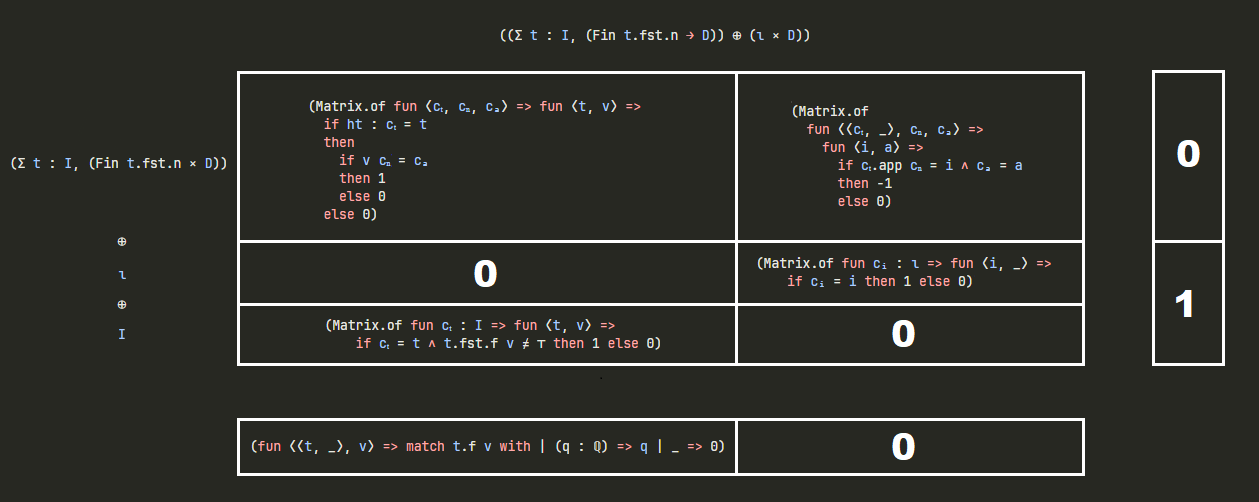 ((Σ t : I, (Fin t.fst.n → D)) ⊕ (ι × D))
(Σ t : I, (Fin t.fst.n × D))
⊕
ι
⊕
I
(Matrix.of fun ⟨cₜ, cₙ, cₐ⟩ => fun ⟨t, v⟩ =>
if ht : cₜ = t
then
if v cₙ = cₐ
then 1
else 0
else 0)
(Matrix.of
fun ⟨⟨cₜ, _⟩, cₙ, cₐ⟩ =>
fun ⟨i, a⟩ =>
if cₜ.app cₙ = i ∧ cₐ = a
then -1
else 0)
0
0
(Matrix.of fun cᵢ : ι => fun ⟨i, _⟩ =>
if cᵢ = i then 1 else 0)
1
(Matrix.of fun cₜ : I => fun ⟨t, v⟩ =>
if cₜ = t ∧ t.fst.f v ≠ ⊤ then 1 else 0)
0
(fun ⟨⟨t, _⟩, v⟩ => match t.f v with | (q : ℚ) => q | _ => 0)
0